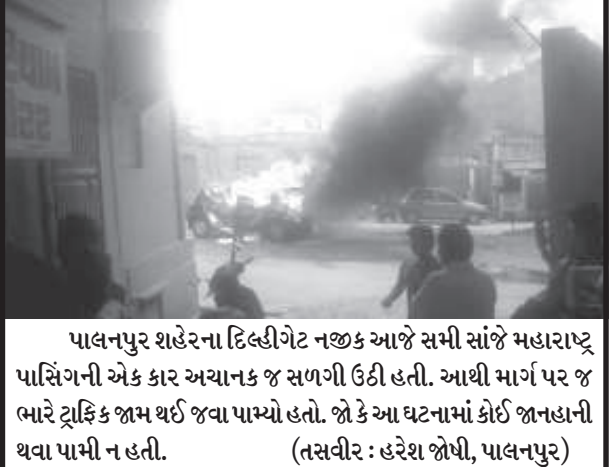 પાલનપુર શહેરના દિલ્હીગેટ નજીક આજે સમી સાંજે મહારાષ્ટ્ર
પાસિંગની એક કાર અચાનક જ સળગી ઉઠી હતી. આથી માર્ગ પર જ
ભારે ટ્રાફિક જામ થઈ જવા પામ્યો હતો. જો કે આ ઘટનામાં કોઈ જાનહાની
થવા પામી ન હતી. (તસવીર : હરેશ જોષી, પાલનપુર)